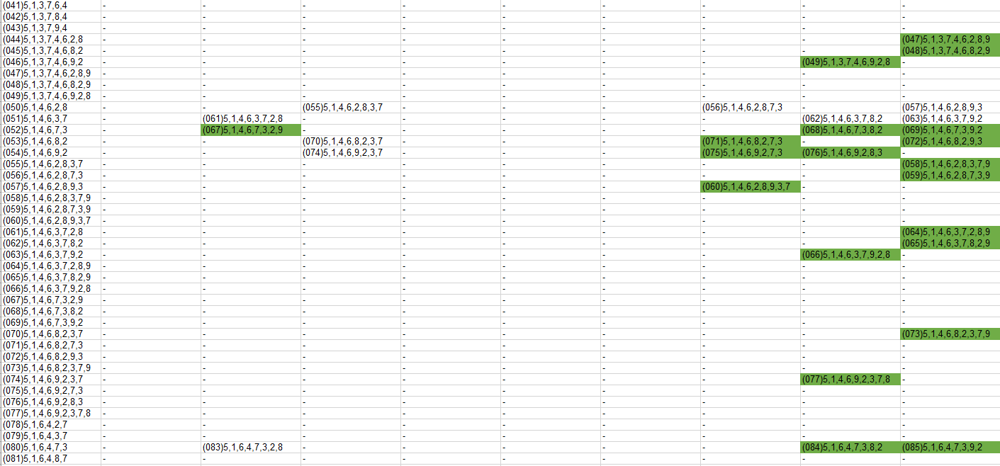 (041)5,1,3,7,6,4 - - - - - - - - -
(042)5,1,3,7,8,4 - - - - - - - - -
(043)5,1,3,7,9,4 - - - - - - - - -
(044)5,1,3,7,4,6,2,8 - - - - - - - - (047)5,1,3,7,4,6,2,8,9
(045)5,1,3,7,4,6,8,2 - - - - - - - - (048)5,1,3,7,4,6,8,2,9
(046)5,1,3,7,4,6,9,2 - - - - - - - (049)5,1,3,7,4,6,9,2,8 -
(047)5,1,3,7,4,6,2,8,9 - - - - - - - - -
(048)5,1,3,7,4,6,8,2,9 - - - - - - - - -
(049)5,1,3,7,4,6,9,2,8 - - - - - - - - -
(050)5,1,4,6,2,8 - - (055)5,1,4,6,2,8,3,7 - - - (056)5,1,4,6,2,8,7,3 - (057)5,1,4,6,2,8,9,3
(051)5,1,4,6,3,7 - (061)5,1,4,6,3,7,2,8 - - - - - (062)5,1,4,6,3,7,8,2 (063)5,1,4,6,3,7,9,2
(052)5,1,4,6,7,3 - (067)5,1,4,6,7,3,2,9 - - - - - (068)5,1,4,6,7,3,8,2 (069)5,1,4,6,7,3,9,2
(053)5,1,4,6,8,2 - - (070)5,1,4,6,8,2,3,7 - - - (071)5,1,4,6,8,2,7,3 - (072)5,1,4,6,8,2,9,3
(054)5,1,4,6,9,2 - - (074)5,1,4,6,9,2,3,7 - - - (075)5,1,4,6,9,2,7,3 (076)5,1,4,6,9,2,8,3 -
(055)5,1,4,6,2,8,3,7 - - - - - - - - (058)5,1,4,6,2,8,3,7,9
(056)5,1,4,6,2,8,7,3 - - - - - - - - (059)5,1,4,6,2,8,7,3,9
(057)5,1,4,6,2,8,9,3 - - - - - - (060)5,1,4,6,2,8,9,3,7 - -
(058)5,1,4,6,2,8,3,7,9 - - - - - - - - -
(059)5,1,4,6,2,8,7,3,9 - - - - - - - - -
(060)5,1,4,6,2,8,9,3,7 - - - - - - - - -
(061)5,1,4,6,3,7,2,8 - - - - - - - - (064)5,1,4,6,3,7,2,8,9
(062)5,1,4,6,3,7,8,2 - - - - - - - - (065)5,1,4,6,3,7,8,2,9
(063)5,1,4,6,3,7,9,2 - - - - - - - (066)5,1,4,6,3,7,9,2,8 -
(064)5,1,4,6,3,7,2,8,9 - - - - - - - - -
(065)5,1,4,6,3,7,8,2,9 - - - - - - - - -
(066)5,1,4,6,3,7,9,2,8 - - - - - - - - -
(067)5,1,4,6,7,3,2,9 - - - - - - - - -
(068)5,1,4,6,7,3,8,2 - - - - - - - - -
(069)5,1,4,6,7,3,9,2 - - - - - - - - -
(070)5,1,4,6,8,2,3,7 - - - - - - - - (073)5,1,4,6,8,2,3,7,9
(071)5,1,4,6,8,2,7,3 - - - - - - - - -
(072)5,1,4,6,8,2,9,3 - - - - - - - - -
(073)5,1,4,6,8,2,3,7,9 - - - - - - - - -
(074)5,1,4,6,9,2,3,7 - - - - - - - (077)5,1,4,6,9,2,3,7,8 -
(075)5,1,4,6,9,2,7,3 - - - - - - - - -
(076)5,1,4,6,9,2,8,3 - - - - - - - - -
(077)5,1,4,6,9,2,3,7,8 - - - - - - - - -
(078)5,1,6,4,2,7 - - - - - - - - -
(079)5,1,6,4,3,7 - - - - - - - - -
(080)5,1,6,4,7,3 - (083)5,1,6,4,7,3,2,8 - - - - - (084)5,1,6,4,7,3,8,2 (085)5,1,6,4,7,3,9,2
(081)5,1,6,4,8,7 - - - - - - - - -